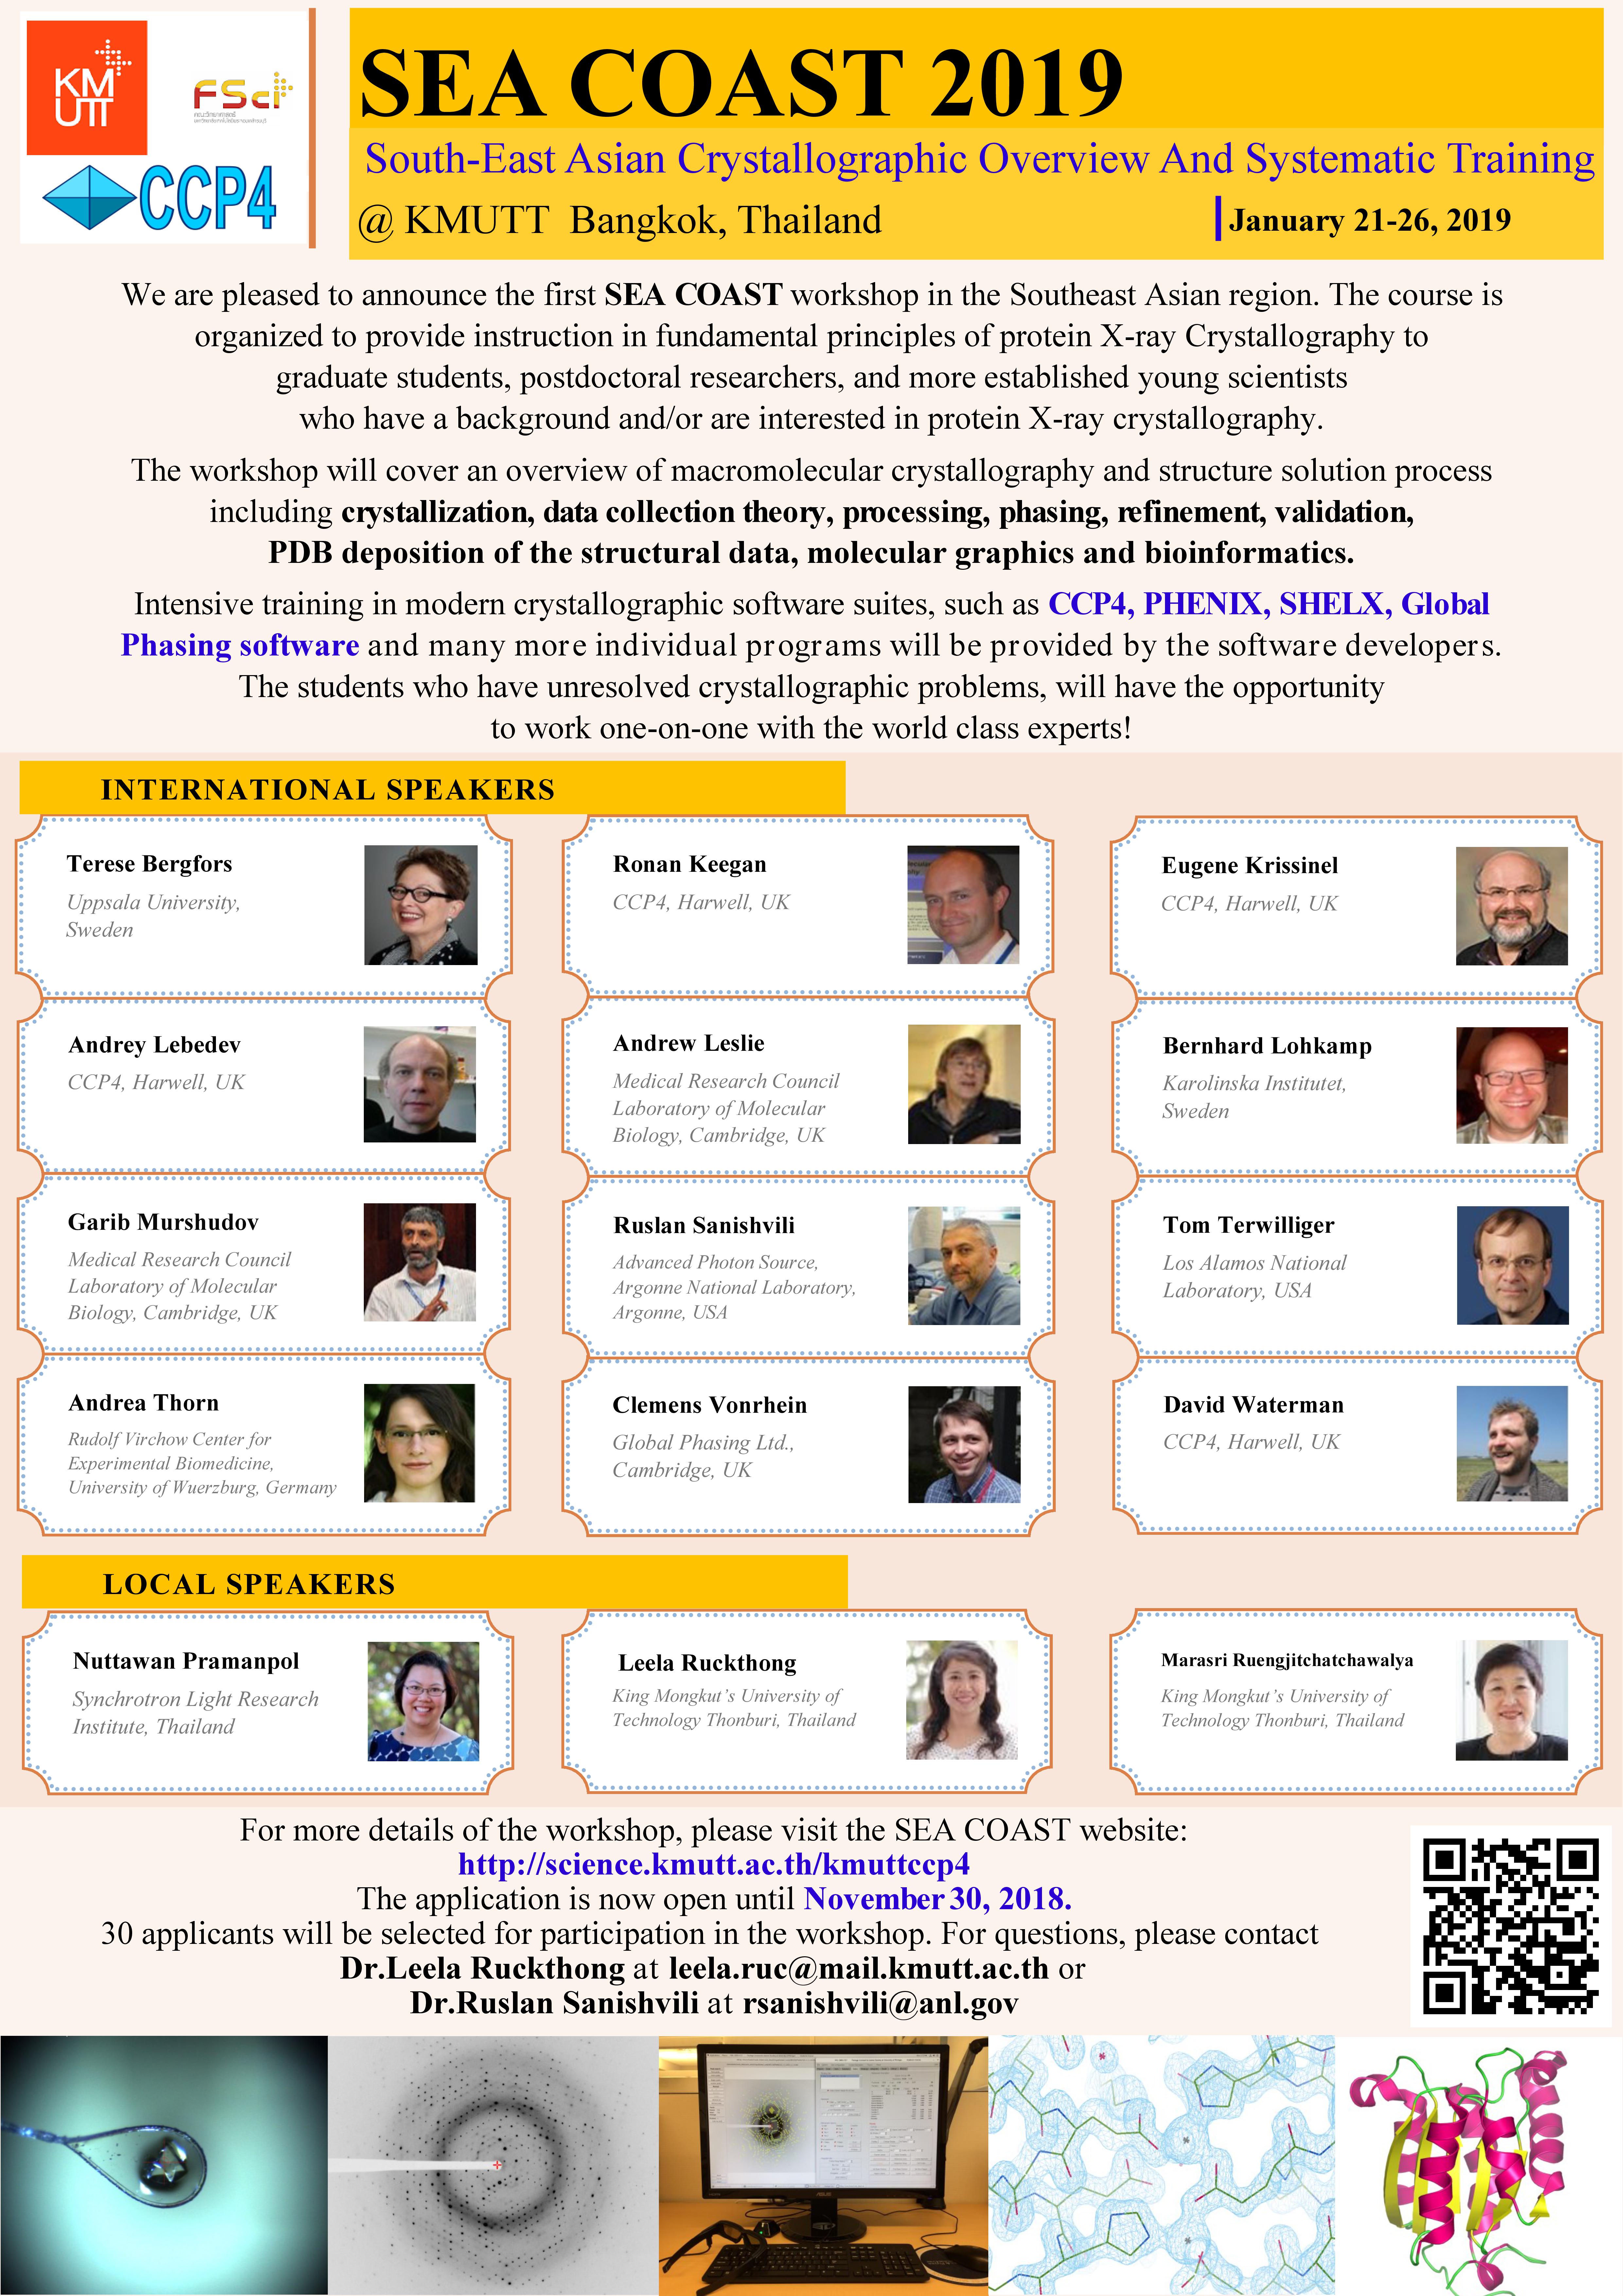 KM
UTT
FSci
CCP4
SEA COAST 2019
South-East Asian Crystallographic Overview And Systematic Training
@ KMUTT Bangkok, Thailand
January 21-26, 2019
We are pleased to announce the first SEA COAST workshop in the Southeast Asian region. The course is
organized to provide instruction in fundamental principles of protein X-ray Crystallography to
graduate students, postdoctoral researchers, and more established young scientists
who have a background and/or are interested in protein X-ray crystallography.
The workshop will cover an overview of macromolecular crystallography and structure solution process
including crystallization, data collection theory, processing, phasing, refinement, validation,
PDB deposition of the structural data, molecular graphics and bioinformatics.
Intensive training in modern crystallographic software suites, such as CCP4, PHENIX, SHELX, Global
Phasing software and many more individual programs will be provided by the software developers.
The students who have unresolved crystallographic problems, will have the opportunity
to work one-on-one with the world class experts!
INTERNATIONAL SPEAKERS
Terese Bergfors
Uppsala University,
Sweden
Ronan Keegan
CCP4, Harwell, UK
Eugene Krissinel
CCP4, Harwell, UK
Andrey Lebedev
CCP4, Harwell, UK
Andrew Leslie
Medical Research Council
Laboratory of Molecular
Biology, Cambridge, UK
Bernhard Lohkamp
Karolinska Institutet,
Sweden
Garib Murshudov
Medical Research Council
Laboratory of Molecular
Biology, Cambridge, UK
Ruslan Sanishvili
Advanced Photon Source,
Argonne National Laboratory,
Argonne, USA
Tom Terwilliger
Los Alamos National
Laboratory, USA
Andrea Thorn
Rudolf Virchow Center for
Experimental Biomedicine,
University of Wuerzburg, Germany
Clemens Vonrhein
Global Phasing Ltd.,
Cambridge, UK
David Waterman
CCP4, Harwell, UK
LOCAL SPEAKERS
Nuttawan Pramanpol
Synchrotron Light Research
Institute, Thailand
Leela Ruckthong
King Mongkut's University of
Technology Thonburi, Thailand
Marasri Ruengjitchatchawalya
King Mongkut's University of
Technology Thonburi, Thailand
For more details of the workshop, please visit the SEA COAST website:
http://science.kmutt.ac.th/kmuttccp4
The application is now open until November 30, 2018.
30 applicants will be selected for participation in the workshop. For questions, please contact
Dr.Leela Ruckthong at leela.ruc@mail.kmutt.ac.th or
Dr.Ruslan Sanishvili at rsanishvili@anl.gov